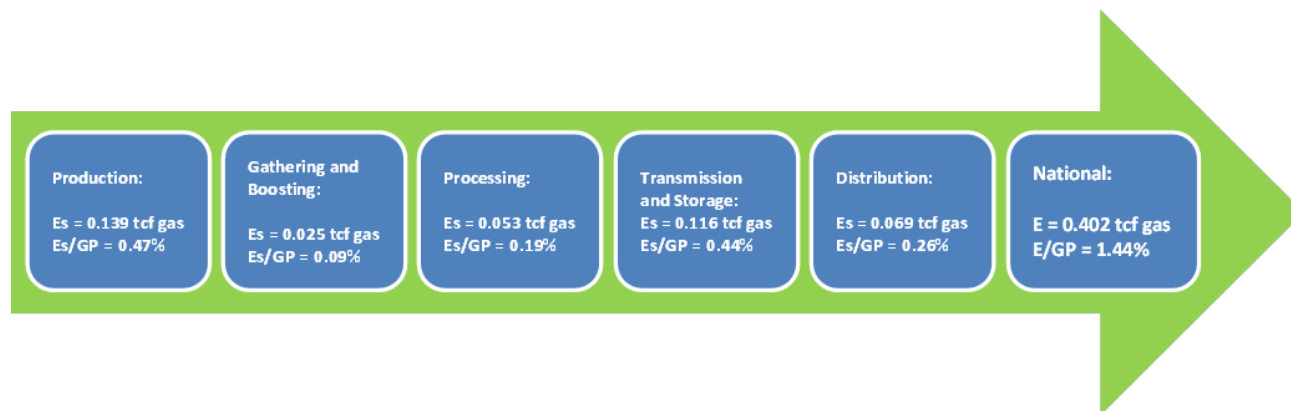 Production:
Es = 0.139 tcf gas
Es/GP = 0.47%
Gathering and
Boosting:
Es = 0.025 tcf gas
Es/GP = 0.09%
Processing:
Es = 0.053 tcf gas
Es/GP = 0.19%
Transmission
and Storage:
Es = 0.116 tcf gas
Es/GP = 0.44%
Distribution:
Es = 0.069 tcf gas
Es/GP = 0.26%
National:
E = 0.402 tcf gas
E/GP = 1.44%